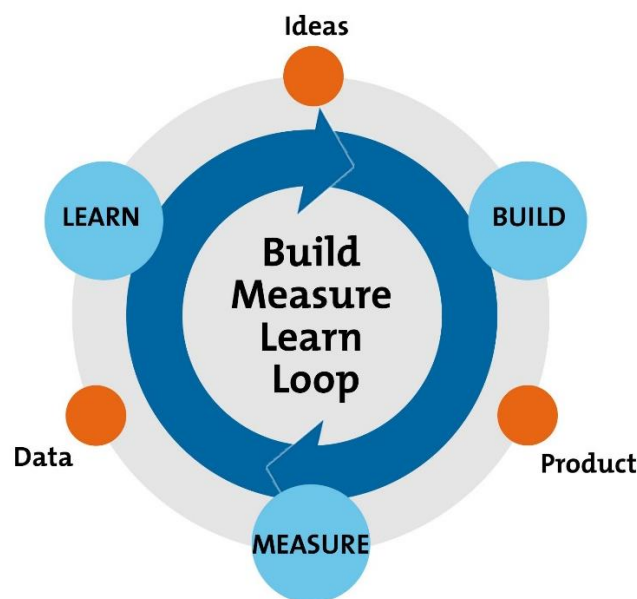 Ideas
LEARN
BUILD
Build
Measure
Learn
Loop
Data
Product
MEASURE